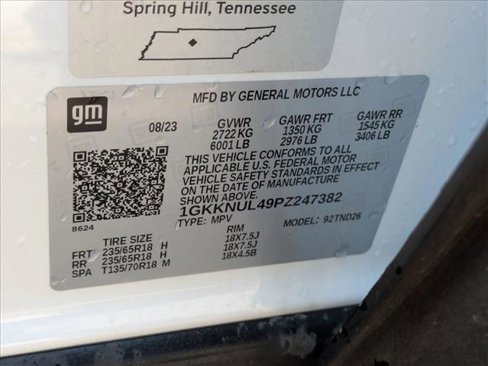 Spring Hill, Tennessee
gm
MFD BY GENERAL MOTORS LLC
08/23 GVWR GAWR FRT GAWR RR
2722 KG 1350 KG 1545 KG
6001 LB 2976 LB 3406 LB
THIS VEHICLE CONFORMS TO ALL
APPLICABLE U.S. FEDERAL MOTOR
VEHICLE SAFETY STANDARDS IN EFFECT
ON THE DATE OF MANUFACTURE SHOWN ABOVE.
1GKKNUL49PZ247382
8624 TYPE: MPV MODEL: 92TND26
TIRE SIZE RIM
FRT 235/65R18 H 18X7.5J
RR 235/65R18 H 18X7.5J
SPA T135/70R18 M 18X4.5B